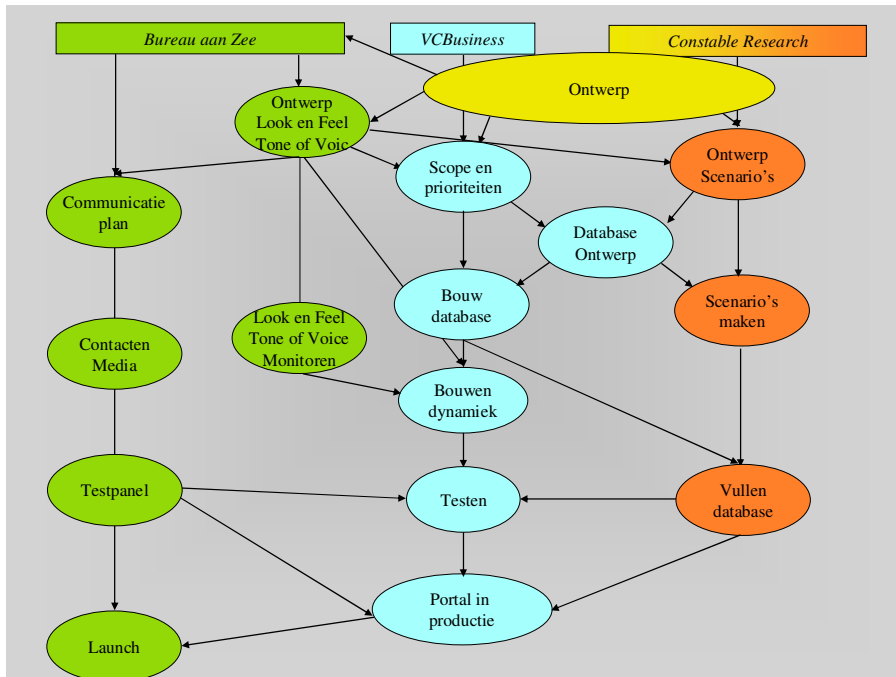 Bureau aan Zee
VCBusiness
Constable Research
Ontwerp
Ontwerp
Look en Feel
Tone of Voic
Scope en
prioriteiten
Ontwerp
Scenario's
Communicatie
plan
Database
Ontwerp
Bouw
database
Scenario's
maken
Look en Feel
Tone of Voice
Monitoren
Contacten
Media
Bouwen
dynamiek
Testpanel
Testen
Vullen
database
Portal in
productie
Launch